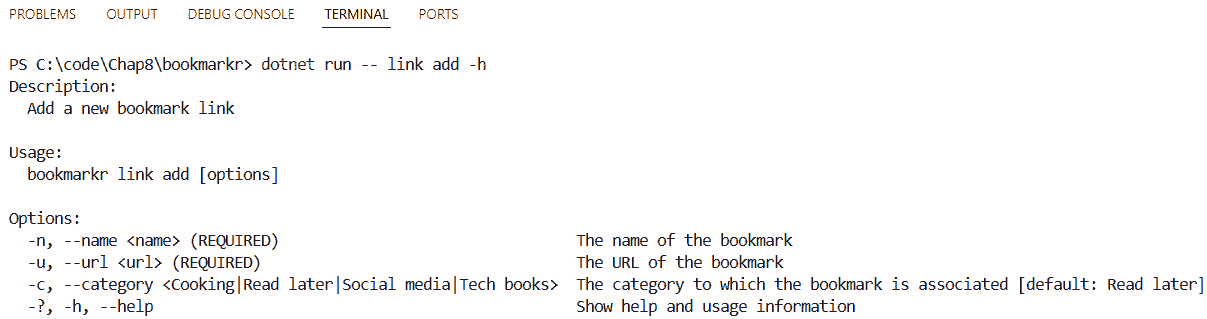 PROBLEMS OUTPUT DEBUG CONSOLE TERMINAL PORTS
PS C:\code\Chap8\bookmarkr> dotnet run -- link add -h
Description:
  Add a new bookmark link
Usage:
  bookmarkr link add [options]
Options:
  -n, --name <name> (REQUIRED)                                 The name of the bookmark
  -u, --url <url> (REQUIRED)                                   The URL of the bookmark
  -c, --category <Cooking|Read later|Social media|Tech books>  The category to which the bookmark is associated [default: Read later]
  -?, -h, --help                                               Show help and usage information